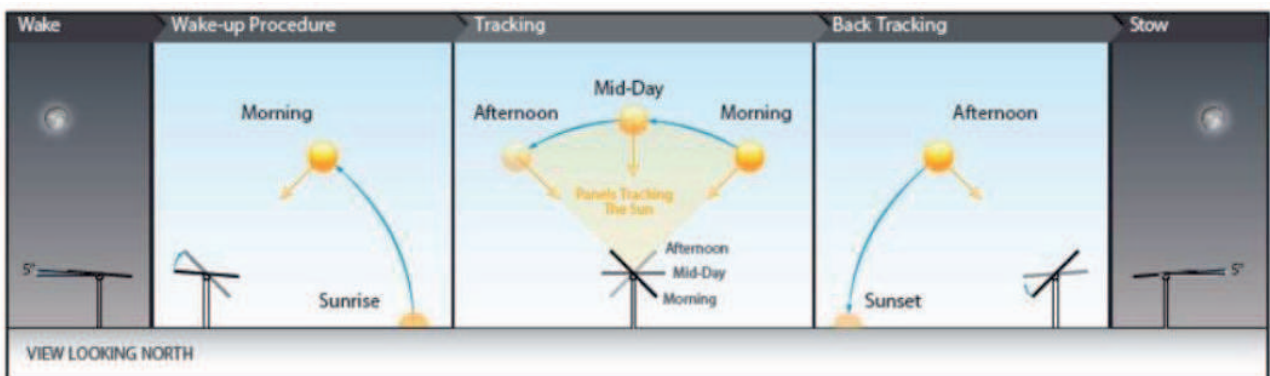 Wake
Wake-up Procedure
Tracking
Back Tracking
Stow
Morning
Sunrise
Mid-Day
Afternoon
Morning
Panels Tracking
The Sun
Afternoon
Mid-Day
Morning
Afternoon
Sunset
5°
5°
VIEW LOOKING NORTH